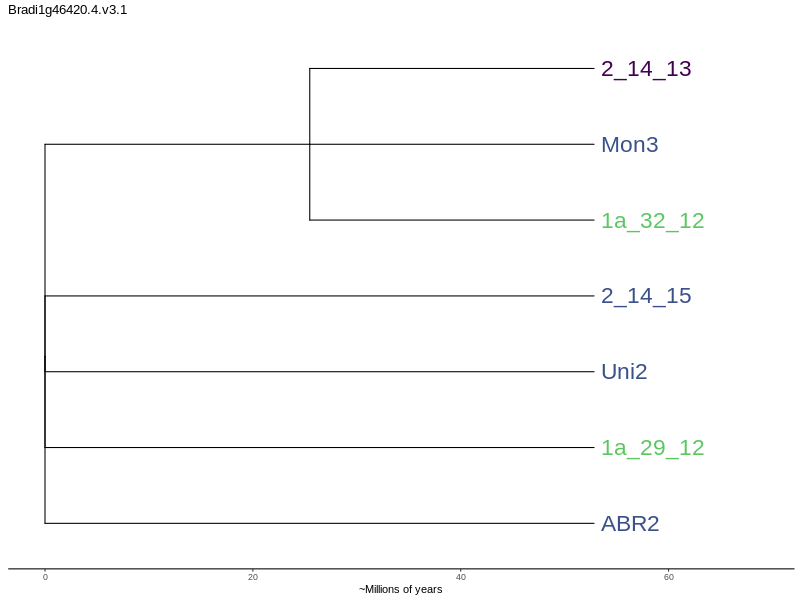 Bradi1g46420.4.v3.1
2_14_13
Mon3
1a_32_12
2_14_15
Uni2
1a_29_12
ABR2
0 20 40 60
~Millions of years